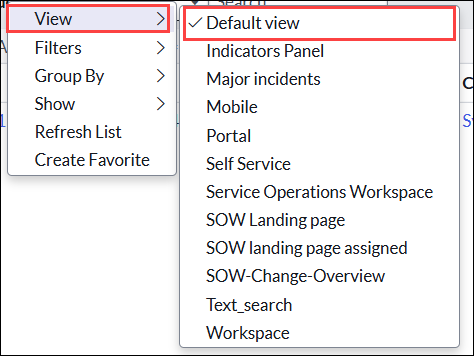 Search
View
Filters
Group By
Show
Refresh List
Create Favorite
Default view
Indicators Panel
Major incidents
Mobile
Portal
Self Service
Service Operations Workspace
SOW Landing page
SOW landing page assigned
SOW-Change-Overview
Text_search
Workspace